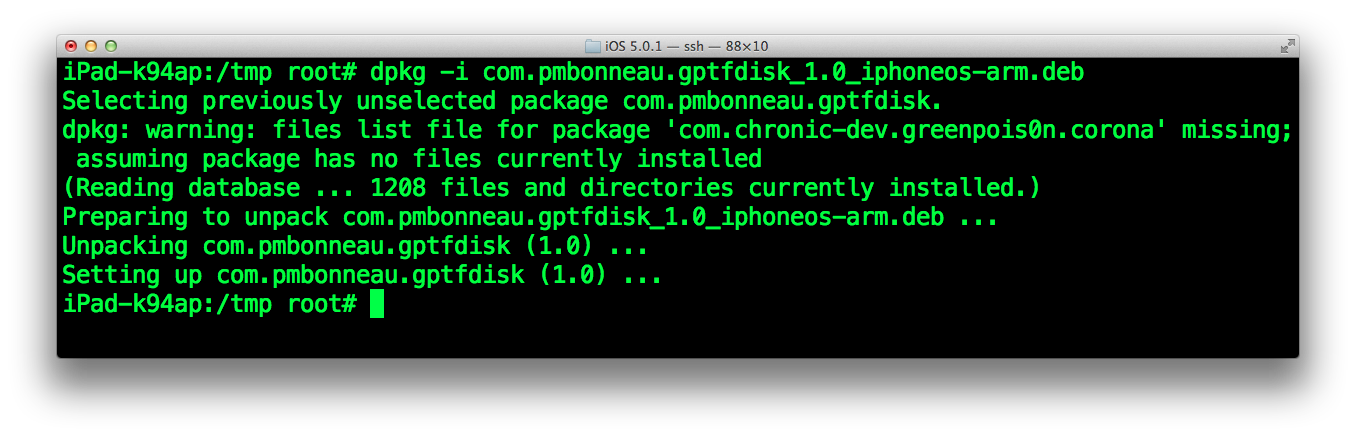 iOS 5.0.1 — ssh — 88×10
iPad-k94ap:/tmp root# dpkg -i com.pmbonneau.gptfdisk_1.0_iphoneos-arm.deb
Selecting previously unselected package com.pmbonneau.gptfdisk.
dpkg: warning: files list file for package 'com.chronic-dev.greenpois0n.corona' missing;
 assuming package has no files currently installed
(Reading database ... 1208 files and directories currently installed.)
Preparing to unpack com.pmbonneau.gptfdisk_1.0_iphoneos-arm.deb ...
Unpacking com.pmbonneau.gptfdisk (1.0) ...
Setting up com.pmbonneau.gptfdisk (1.0) ...
iPad-k94ap:/tmp root#